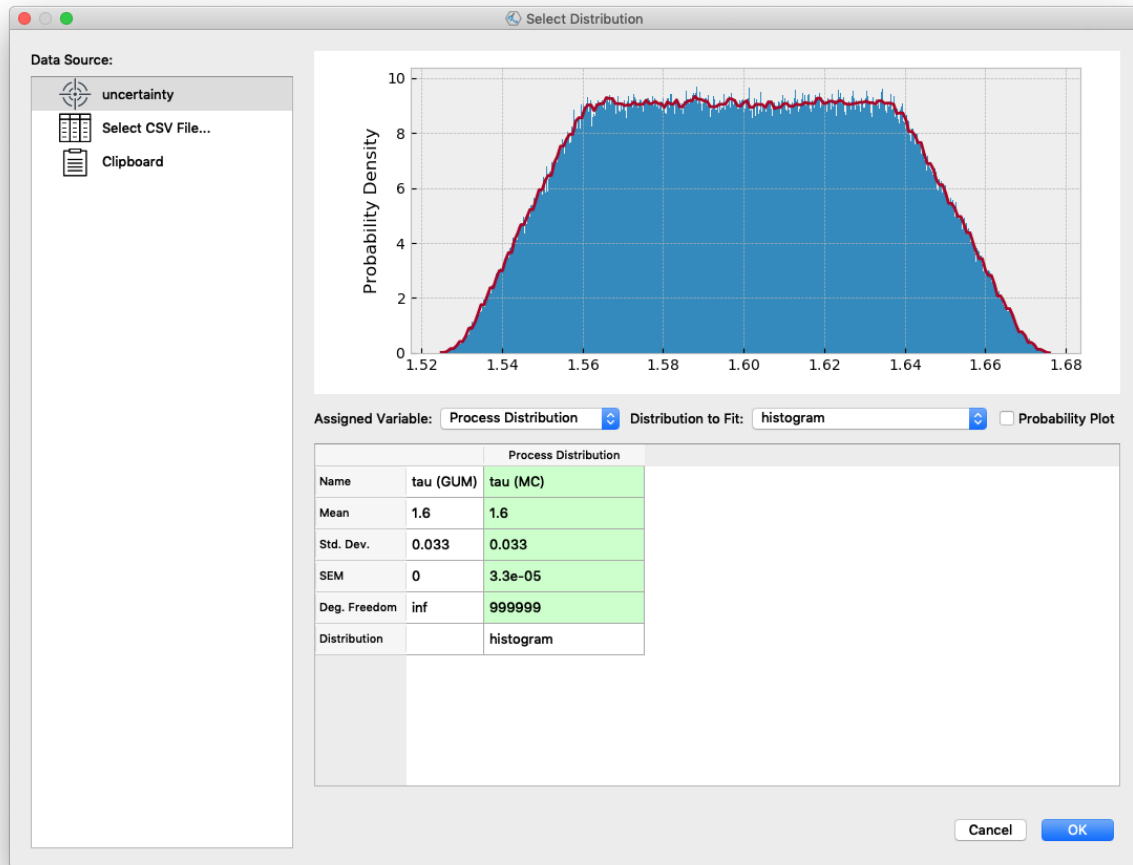 Select Distribution
Data Source:
uncertainty
Select CSV File...
Clipboard
Probability Density
10
8
6
4
2
0
1.52 1.54 1.56 1.58 1.60 1.62 1.64 1.66 1.68
Assigned Variable: Process Distribution Distribution to Fit: histogram Probability Plot
Process Distribution
Name tau (GUM) tau (MC)
Mean 1.6 1.6
Std. Dev. 0.033 0.033
SEM 0 3.3e-05
Deg. Freedom inf 999999
Distribution histogram
Cancel OK